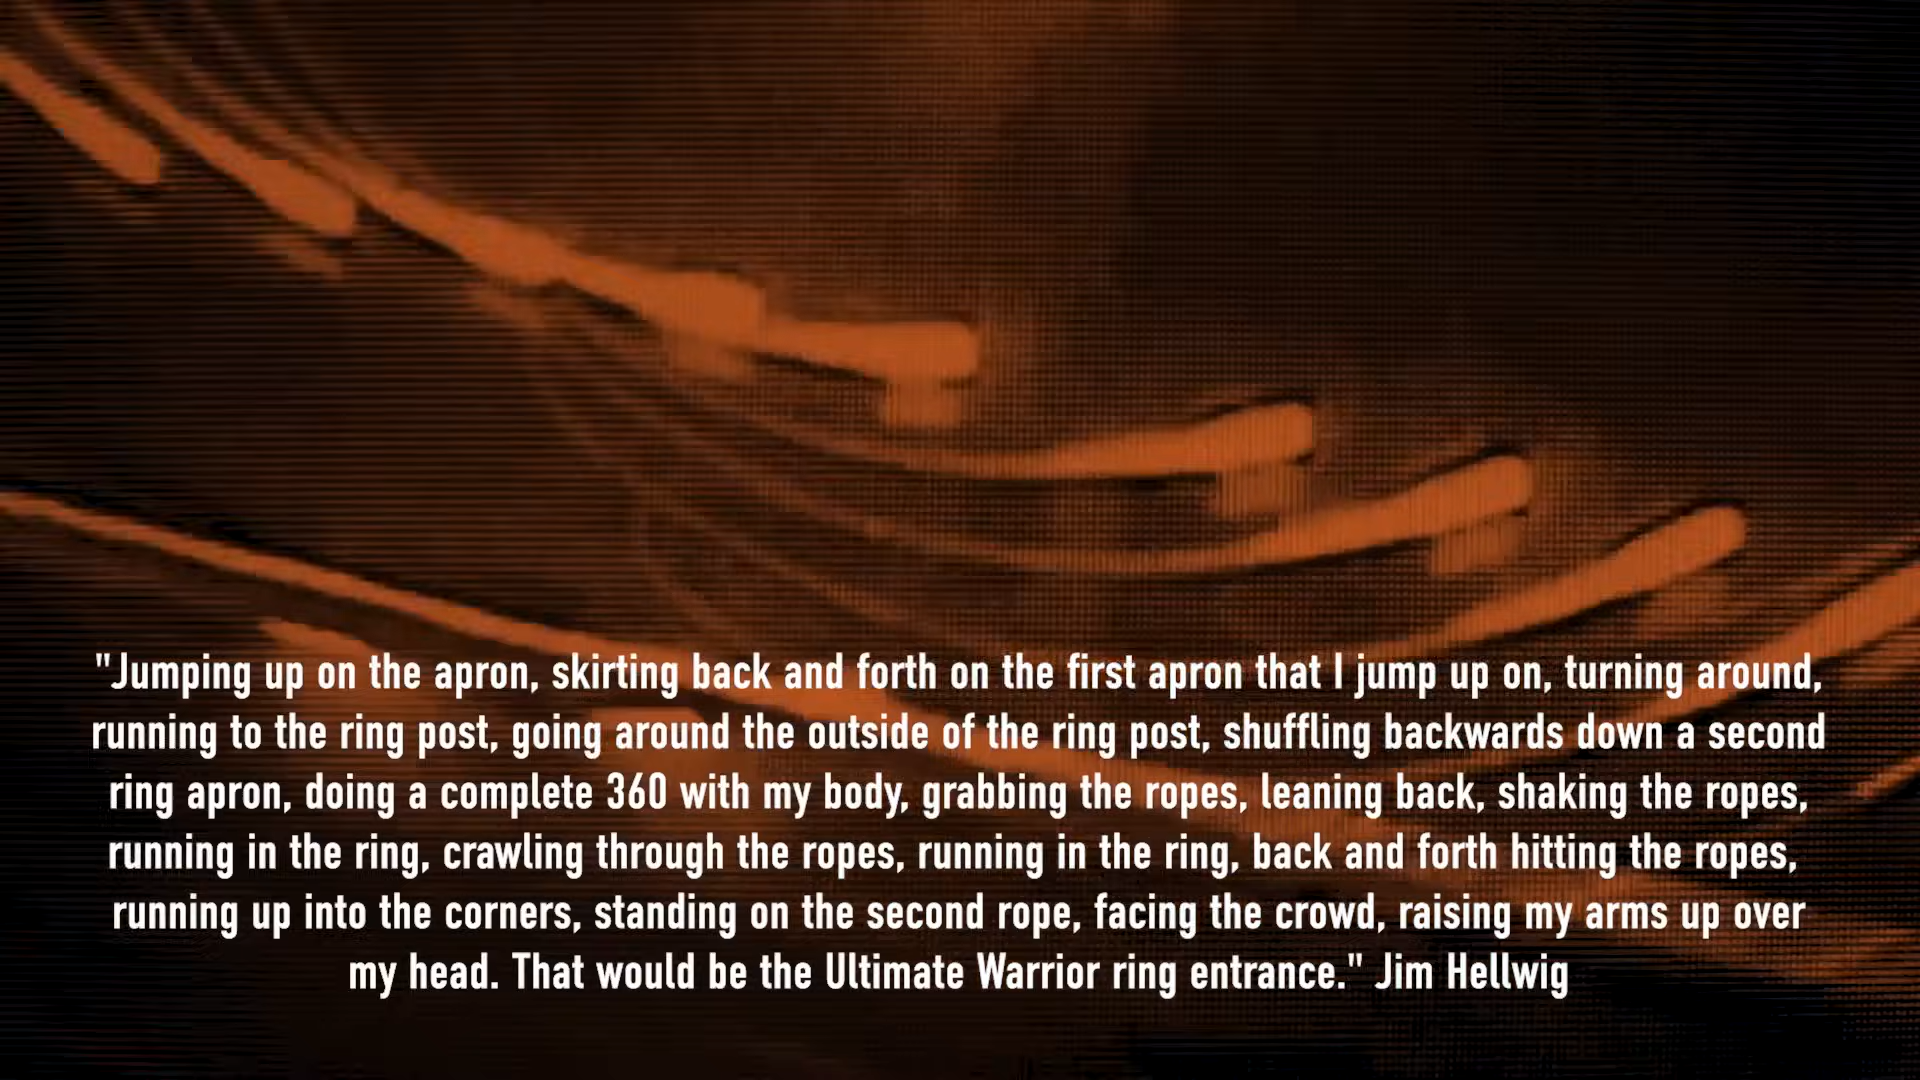 "Jumping up on the apron, skirting back and forth on the first apron that I jump up on, turning around,
running to the ring post, going around the outside of the ring post, shuffling backwards down a second
ring apron, doing a complete 360 with my body, grabbing the ropes, leaning back, shaking the ropes,
running in the ring, crawling through the ropes, running in the ring, back and forth hitting the ropes,
running up into the corners, standing on the second rope, facing the crowd, raising my arms up over
my head. That would be the Ultimate Warrior ring entrance." Jim Hellwig